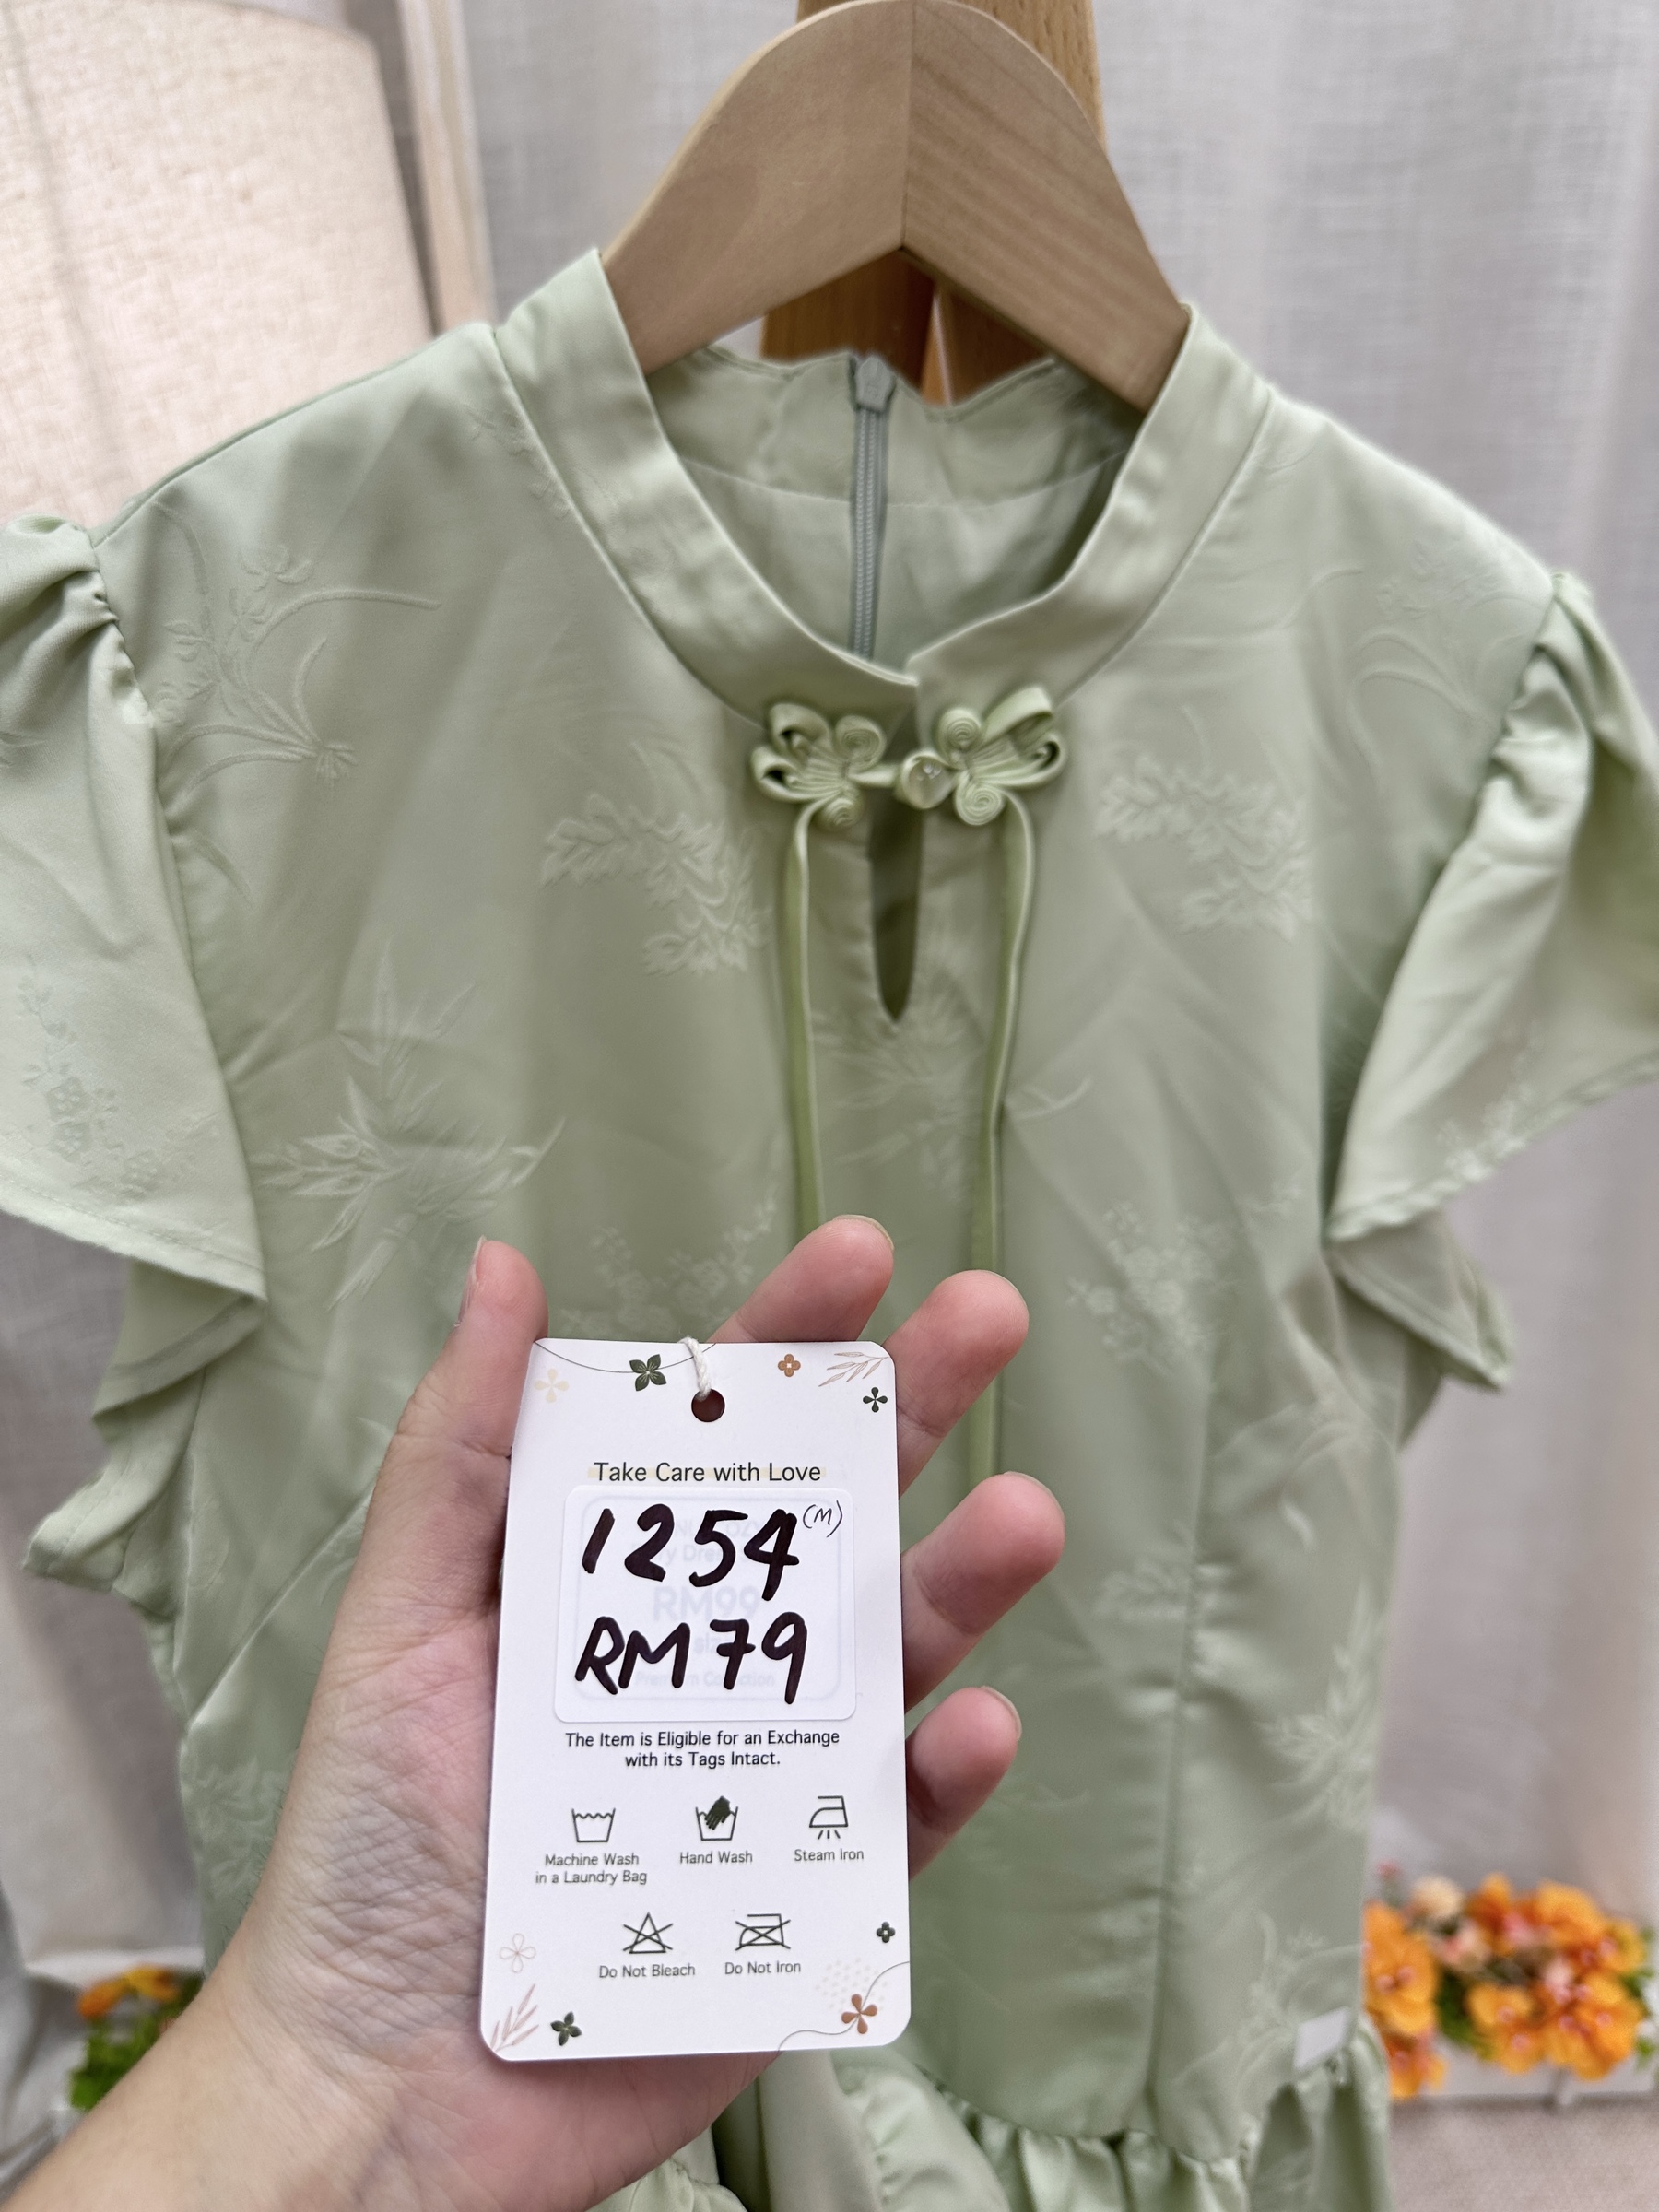 Take Care with Love
1254 (M)
RM79
RM99
The Item is Eligible for an Exchange
with its Tags Intact.
Machine Wash
in a Laundry Bag
Hand Wash
Steam Iron
Do Not Bleach
Do Not Iron